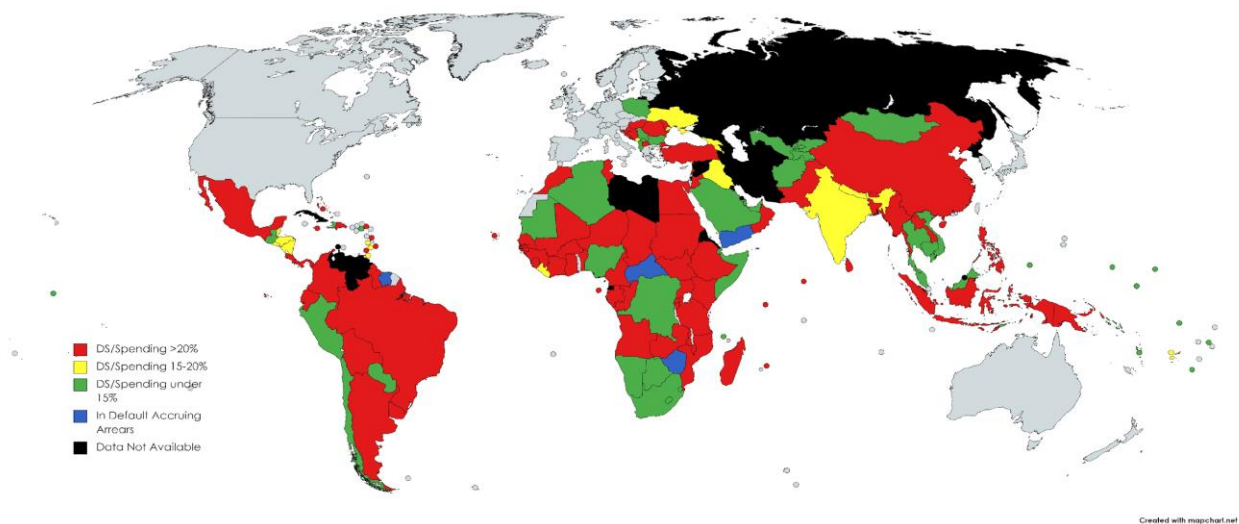 DS/Spending >20%
DS/Spending 15-20%
DS/Spending under
15%
In Default Accruing
Arrears
Data Not Available
Created with mapchart.net